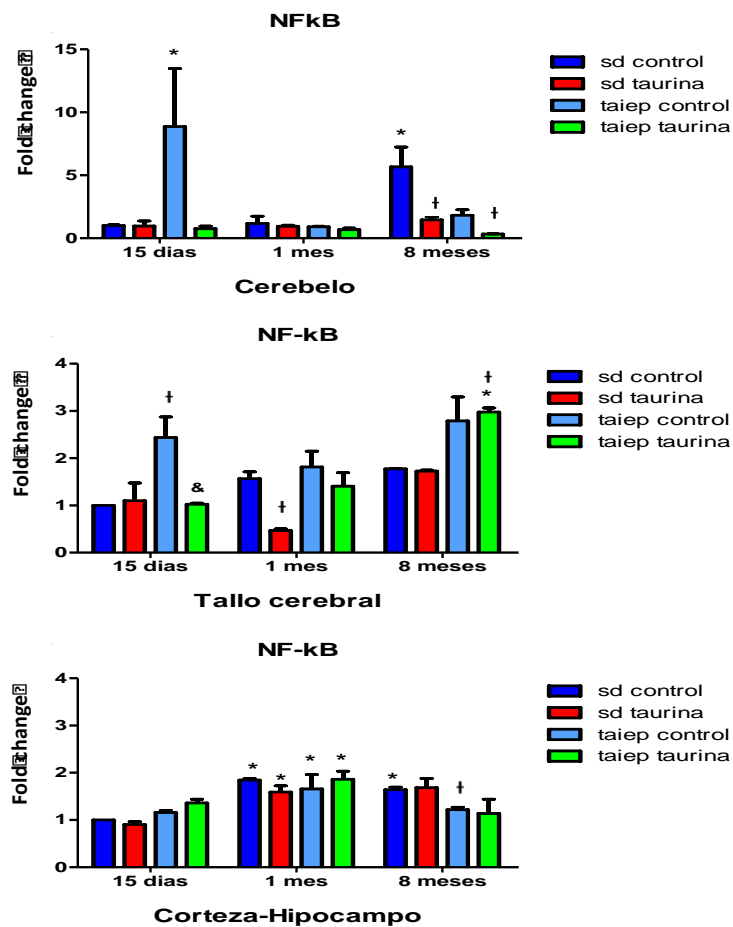 NFkB
Fold change
15
10
5
0
*
*
ƚ
ƚ
15 dias
1 mes
8 meses
Cerebelo
sd control
sd taurina
taiep control
taiep taurina
NF-kB
Fold change
4
3
2
1
0
ƚ
&
ƚ
ƚ
*
15 dias
1 mes
8 meses
Tallo cerebral
sd control
sd taurina
taiep control
taiep taurina
NF-kB
Fold change
4
3
2
1
0
*
*
*
*
*
ƚ
15 dias
1 mes
8 meses
Corteza-Hipocampo
sd control
sd taurina
taiep control
taiep taurina